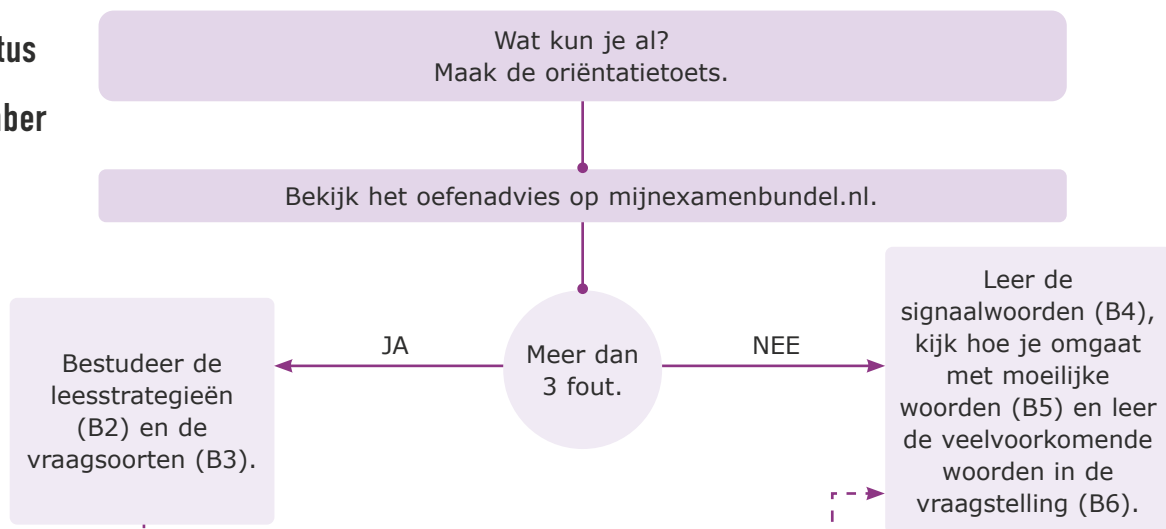 Wat kun je al?
Maak de oriëntatietoets.
Bekijk het oefenadvies op mijnexamenbundel.nl.
JA
Meer dan
3 fout.
NEE
Bestudeer de
leesstrategieën
(B2) en de
vraagsoorten (B3).
Leer de
signaalwoorden (B4),
kijk hoe je omgaat
met moeilijke
woorden (B5) en leer
de veelvoorkomende
woorden in de
vraagstelling (B6).